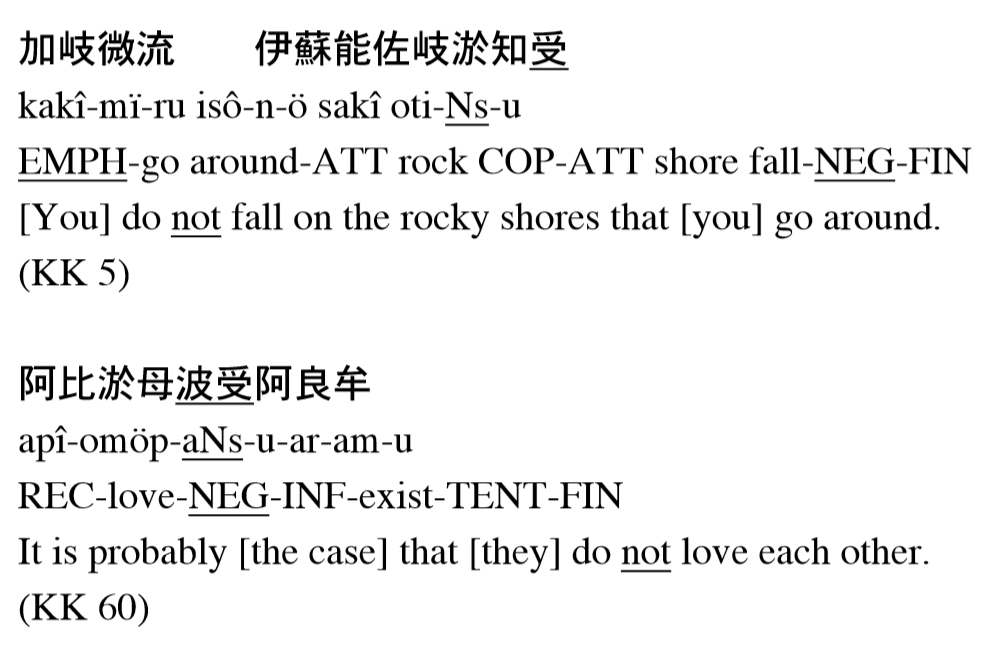 加岐微流　　伊蘇能佐岐淤知受
kakî-mï-ru isô-n-ö sakî oti-Ns-u
EMPH-go around-ATT rock COP-ATT shore fall-NEG-FIN
[You] do not fall on the rocky shores that [you] go around.
(KK 5)
阿比淤母波受阿良牟
apî-omöp-aNs-u-ar-am-u
REC-love-NEG-INF-exist-TENT-FIN
It is probably [the case] that [they] do not love each other.
(KK 60)